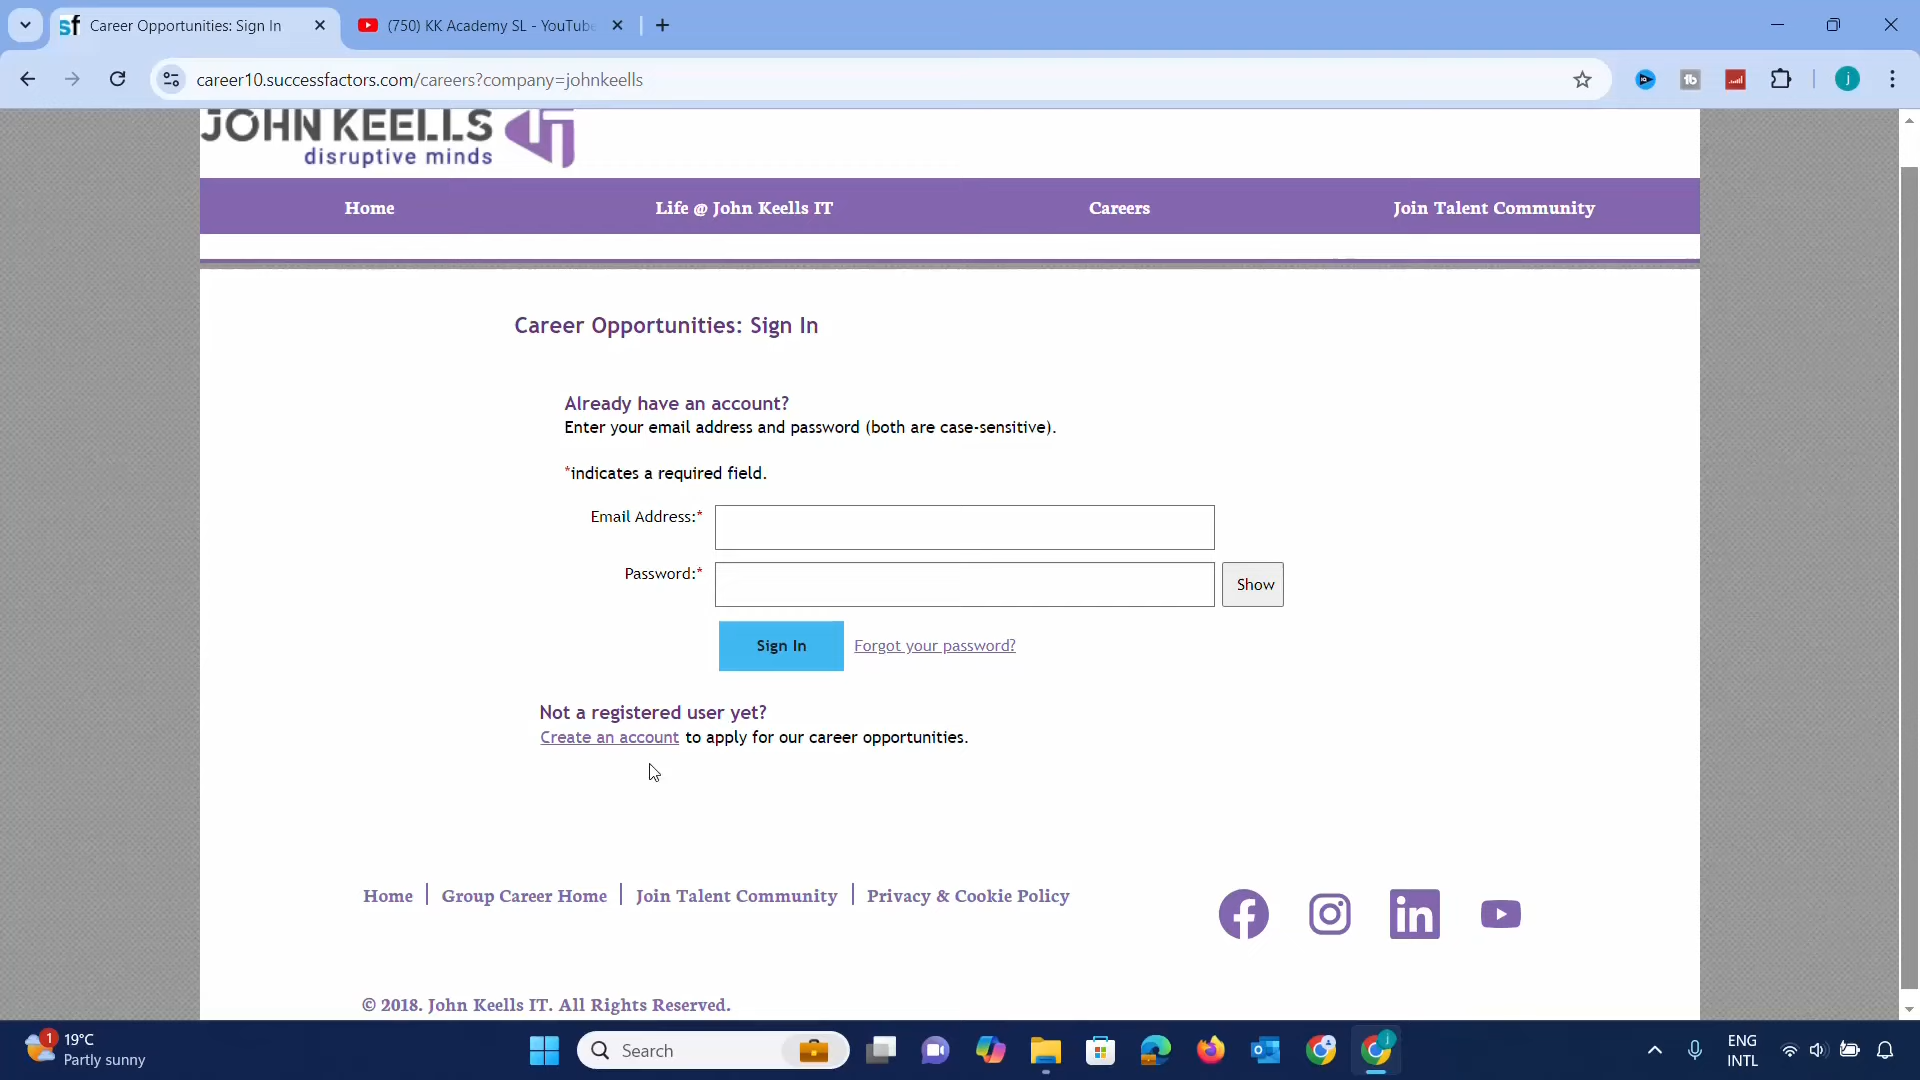 Career Opportunities: Sign In
(750) KK Academy SL - YouTube
career10.successfactors.com/careers?company=johnkeells
j
JOHN KEELLS
disruptive minds
Home
Life @ John Keells IT
Careers
Join Talent Community
Career Opportunities: Sign In
Already have an account?
Enter your email address and password (both are case-sensitive).
*indicates a required field.
Email Address:*
Password:*
Show
Sign In
Forgot your password?
Not a registered user yet?
Create an account to apply for our career opportunities.
Home | Group Career Home | Join Talent Community | Privacy & Cookie Policy
© 2018. John Keells IT. All Rights Reserved.
1
19°C
Partly sunny
Search
j
ENG
INTL